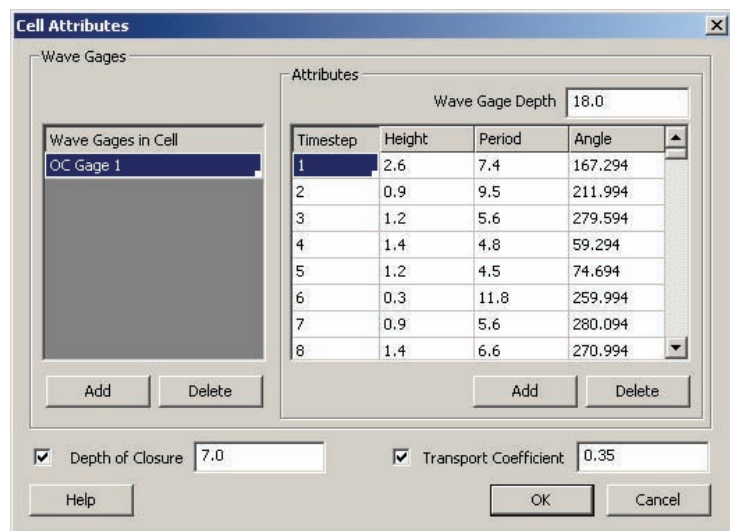 Cell Attributes
Wave Gages
Attributes
Wave Gage Depth 18.0
Wave Gages in Cell
OC Gage 1
Timestep Height Period Angle
1 2.6 7.4 167.294
2 0.9 9.5 211.994
3 1.2 5.6 279.594
4 1.4 4.8 59.294
5 1.2 4.5 74.694
6 0.3 11.8 259.994
7 0.9 5.6 280.094
8 1.4 6.6 270.994
Add Delete
Add Delete
Depth of Closure 7.0
Transport Coefficient 0.35
Help OK Cancel